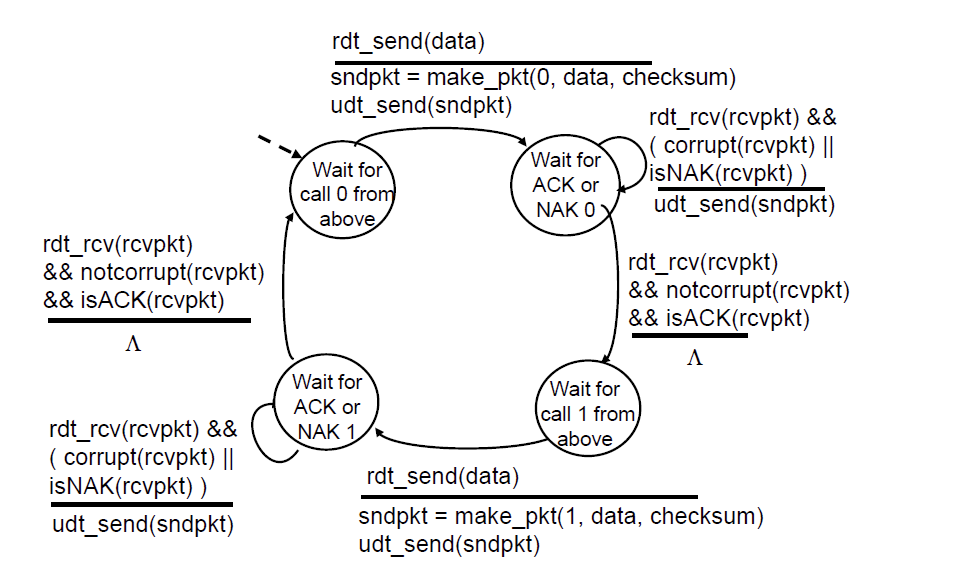 rdt_send(data)
sndpkt = make_pkt(0, data, checksum)
udt_send(sndpkt)
Wait for
call 0 from
above
Wait for
ACK or
NAK 0
rdt_rcv(rcvpkt) &&
( corrupt(rcvpkt) ||
isNAK(rcvpkt) )
udt_send(sndpkt)
rdt_rcv(rcvpkt)
&& notcorrupt(rcvpkt)
&& isACK(rcvpkt)
Λ
rdt_rcv(rcvpkt)
&& notcorrupt(rcvpkt)
&& isACK(rcvpkt)
Λ
Wait for
ACK or
NAK 1
Wait for
call 1 from
above
rdt_rcv(rcvpkt) &&
( corrupt(rcvpkt) ||
isNAK(rcvpkt) )
udt_send(sndpkt)
rdt_send(data)
sndpkt = make_pkt(1, data, checksum)
udt_send(sndpkt)